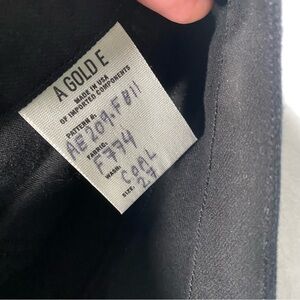 A GOLD E
MADE IN USA
OF IMPORTED COMPONENTS
PATTERN #:
AE209.F011
FABRIC:
F774
WASH: COAL
SIZE: 27